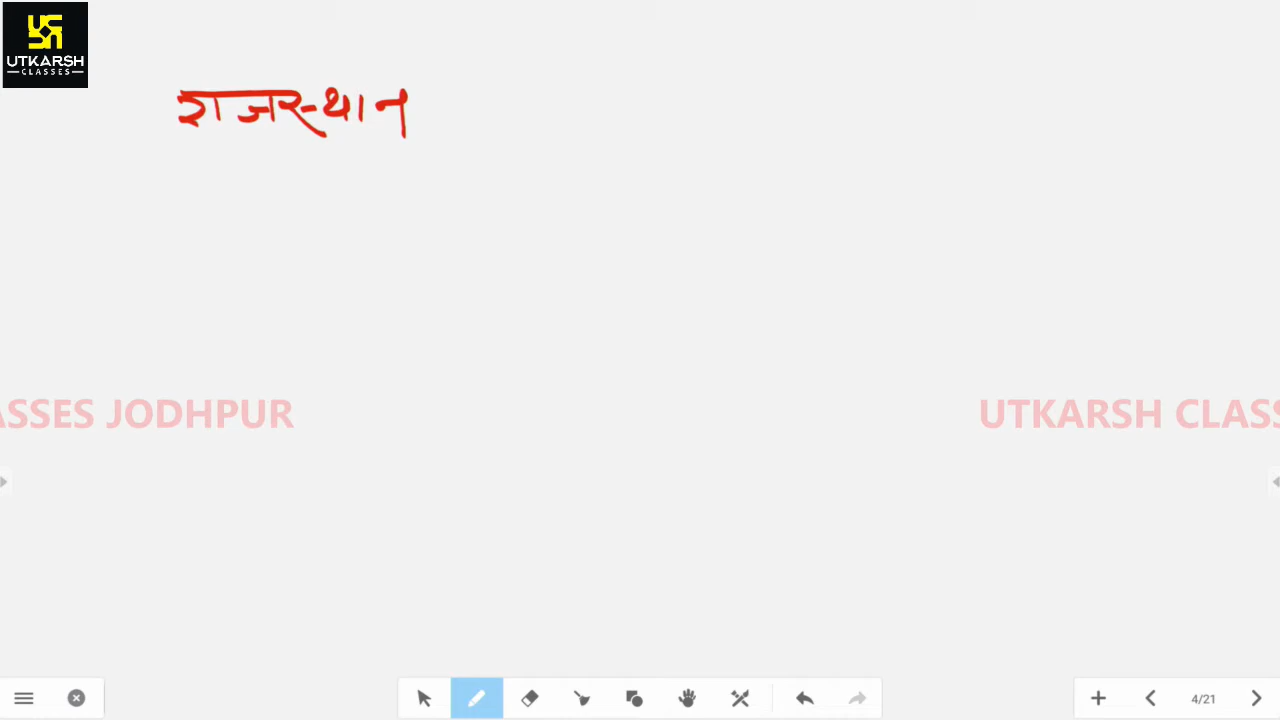 UTKARSH
CLASSES
राजस्थान
ASSES JODHPUR
UTKARSH CLASS
4/21